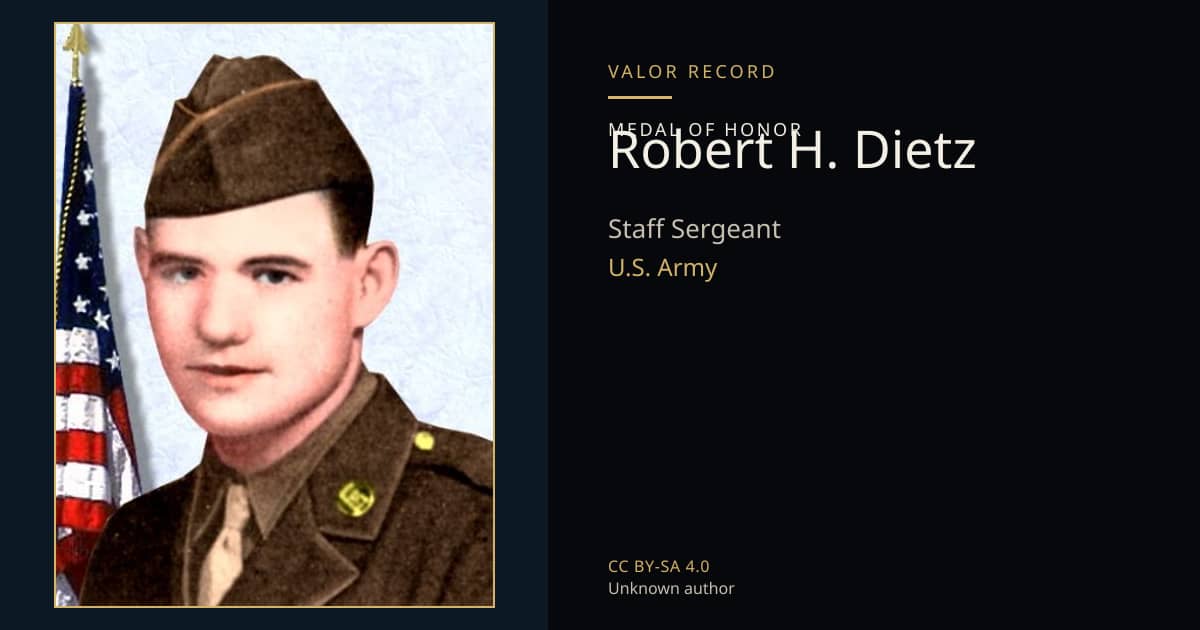 VALOR RECORD
MEDAL OF HONOR
Robert H. Dietz
Staff Sergeant
U.S. Army
CC BY-SA 4.0
Unknown author